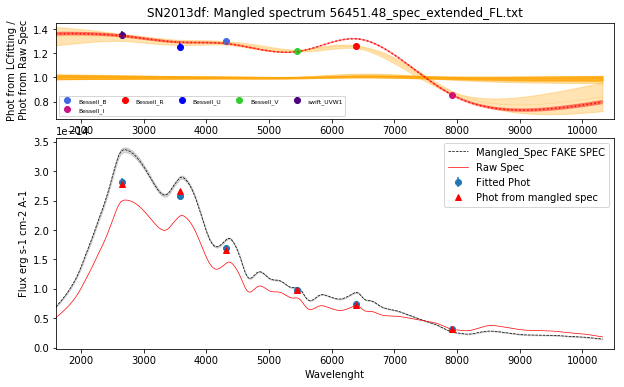 SN2013df: Mangled spectrum 56451.48_spec_extended_FL.txt
Phot from LCfitting /
Phot from Raw Spec
1.4
1.2
1.0
0.8
Bessell_B
Bessell_R
Bessell_U
Bessell_V
swift_UVW1
Bessell_I
2000 3000 4000 5000 6000 7000 8000 9000 10000
1e−14
Flux erg s-1 cm-2 A-1
3.5
3.0
2.5
2.0
1.5
1.0
0.5
0.0
Mangled_Spec FAKE SPEC
Raw Spec
Fitted Phot
Phot from mangled spec
2000 3000 4000 5000 6000 7000 8000 9000 10000
Wavelenght